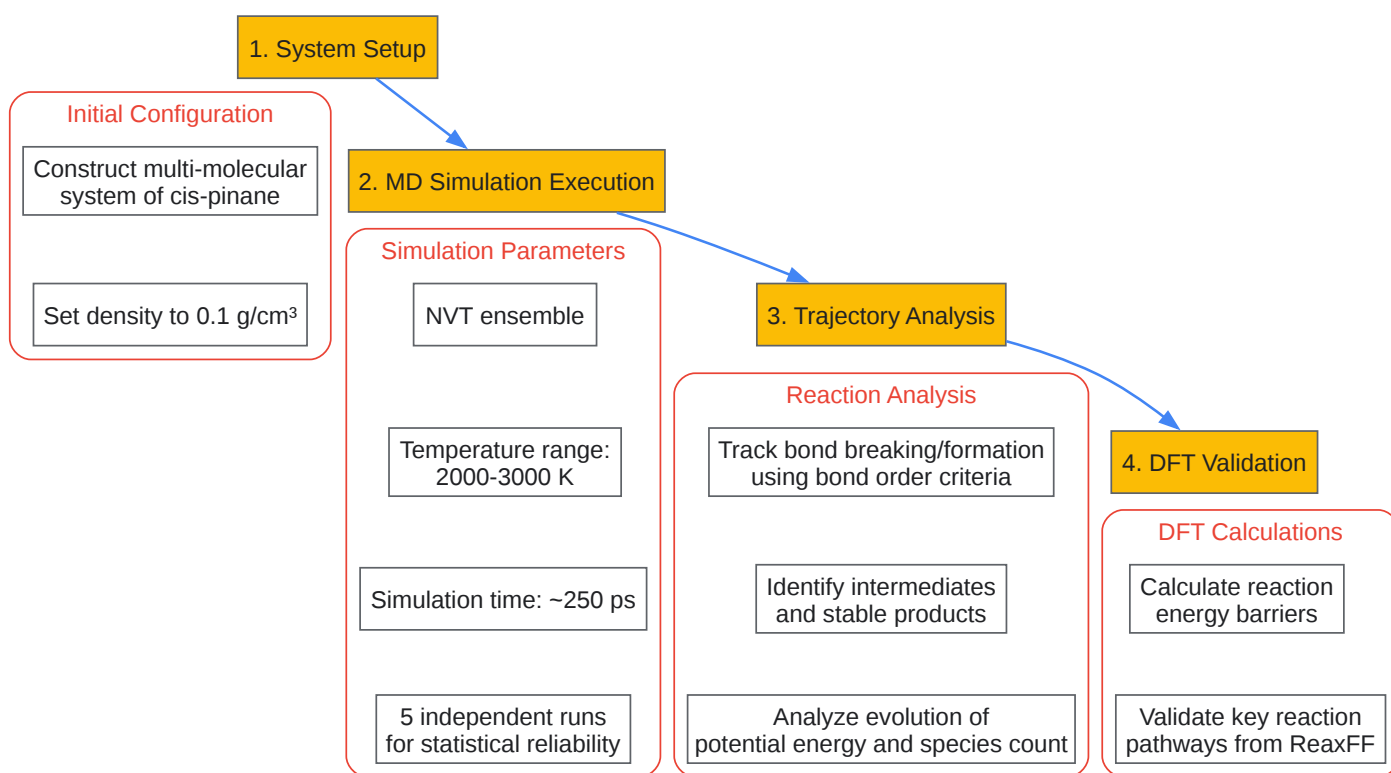 1. System Setup
Initial Configuration
Construct multi-molecular
system of cis-pinane
Set density to 0.1 g/cm³
2. MD Simulation Execution
Simulation Parameters
NVT ensemble
Temperature range:
2000-3000 K
Simulation time: ~250 ps
5 independent runs
for statistical reliability
3. Trajectory Analysis
Reaction Analysis
Track bond breaking/formation
using bond order criteria
Identify intermediates
and stable products
Analyze evolution of
potential energy and species count
4. DFT Validation
DFT Calculations
Calculate reaction
energy barriers
Validate key reaction
pathways from ReaxFF